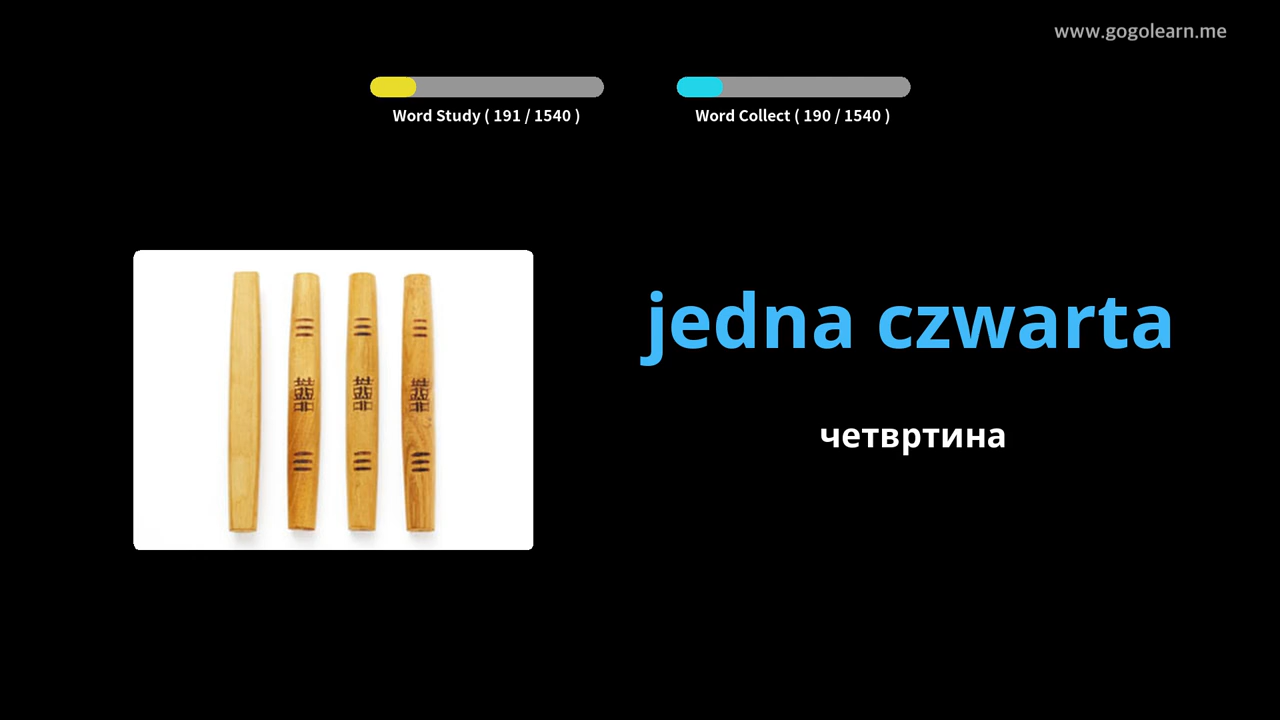 www.gogolearn.me
Word Study ( 191 / 1540 )
Word Collect ( 190 / 1540 )
jedna czwarta
четвртина